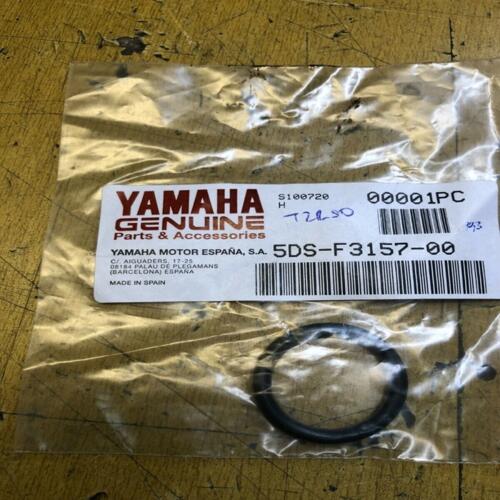 YAMAHA
GENUINE
Parts & Accessories
S100720
H
TZR50
00001PC
YAMAHA MOTOR ESPAÑA, S.A.
5DS-F3157-00
C/. AIGUADERS, 17-25
08184 PALAU DE PLEGAMANS
(BARCELONA) ESPAÑA
MADE IN SPAIN